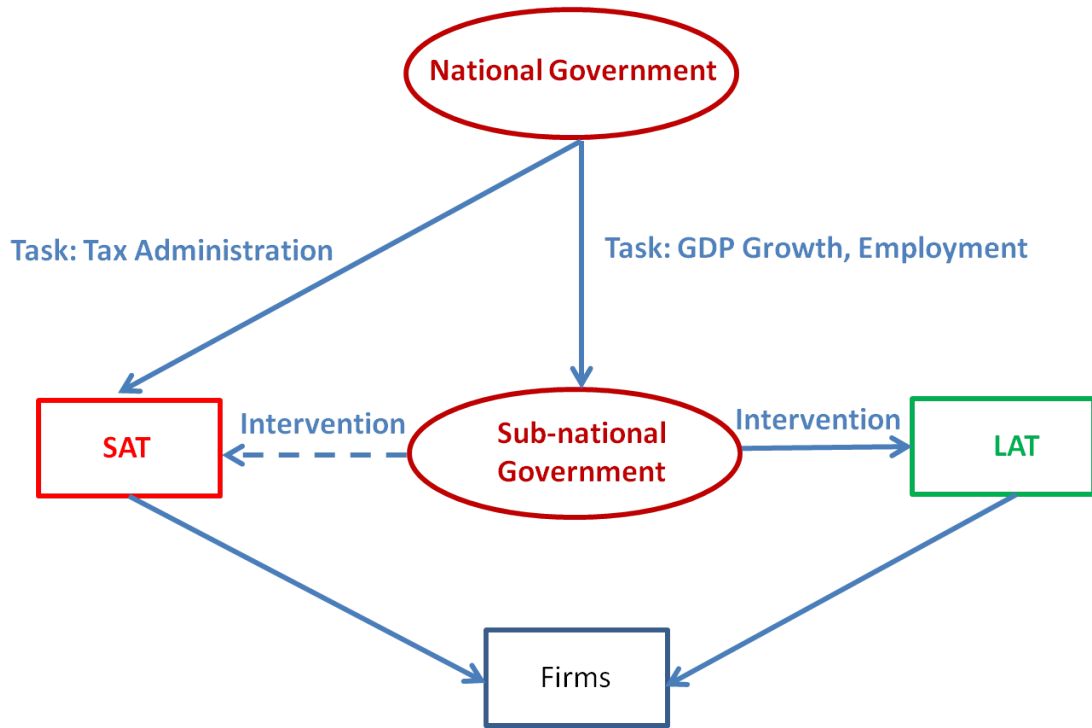 National Government
Task: Tax Administration
Task: GDP Growth, Employment
SAT
Intervention
Sub-national
Government
Intervention
LAT
Firms